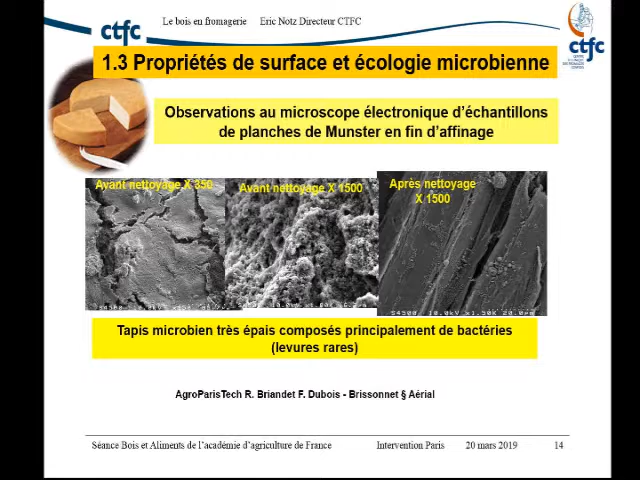 Le bois en fromagerie Eric Notz Directeur CTFC
ctfc
ctfc
1.3 Propriétés de surface et écologie microbienne
Observations au microscope électronique d'échantillons
de planches de Munster en fin d'affinage
Avant nettoyage X 350
Avant nettoyage X 1500
Après nettoyage
X 1500
Tapis microbien très épais composés principalement de bactéries
(levures rares)
AgroParisTech R. Briandet F. Dubois - Brissonnet § Aérial
Séance Bois et Aliments de l'académie d'agriculture de France Intervention Paris 20 mars 2019 14